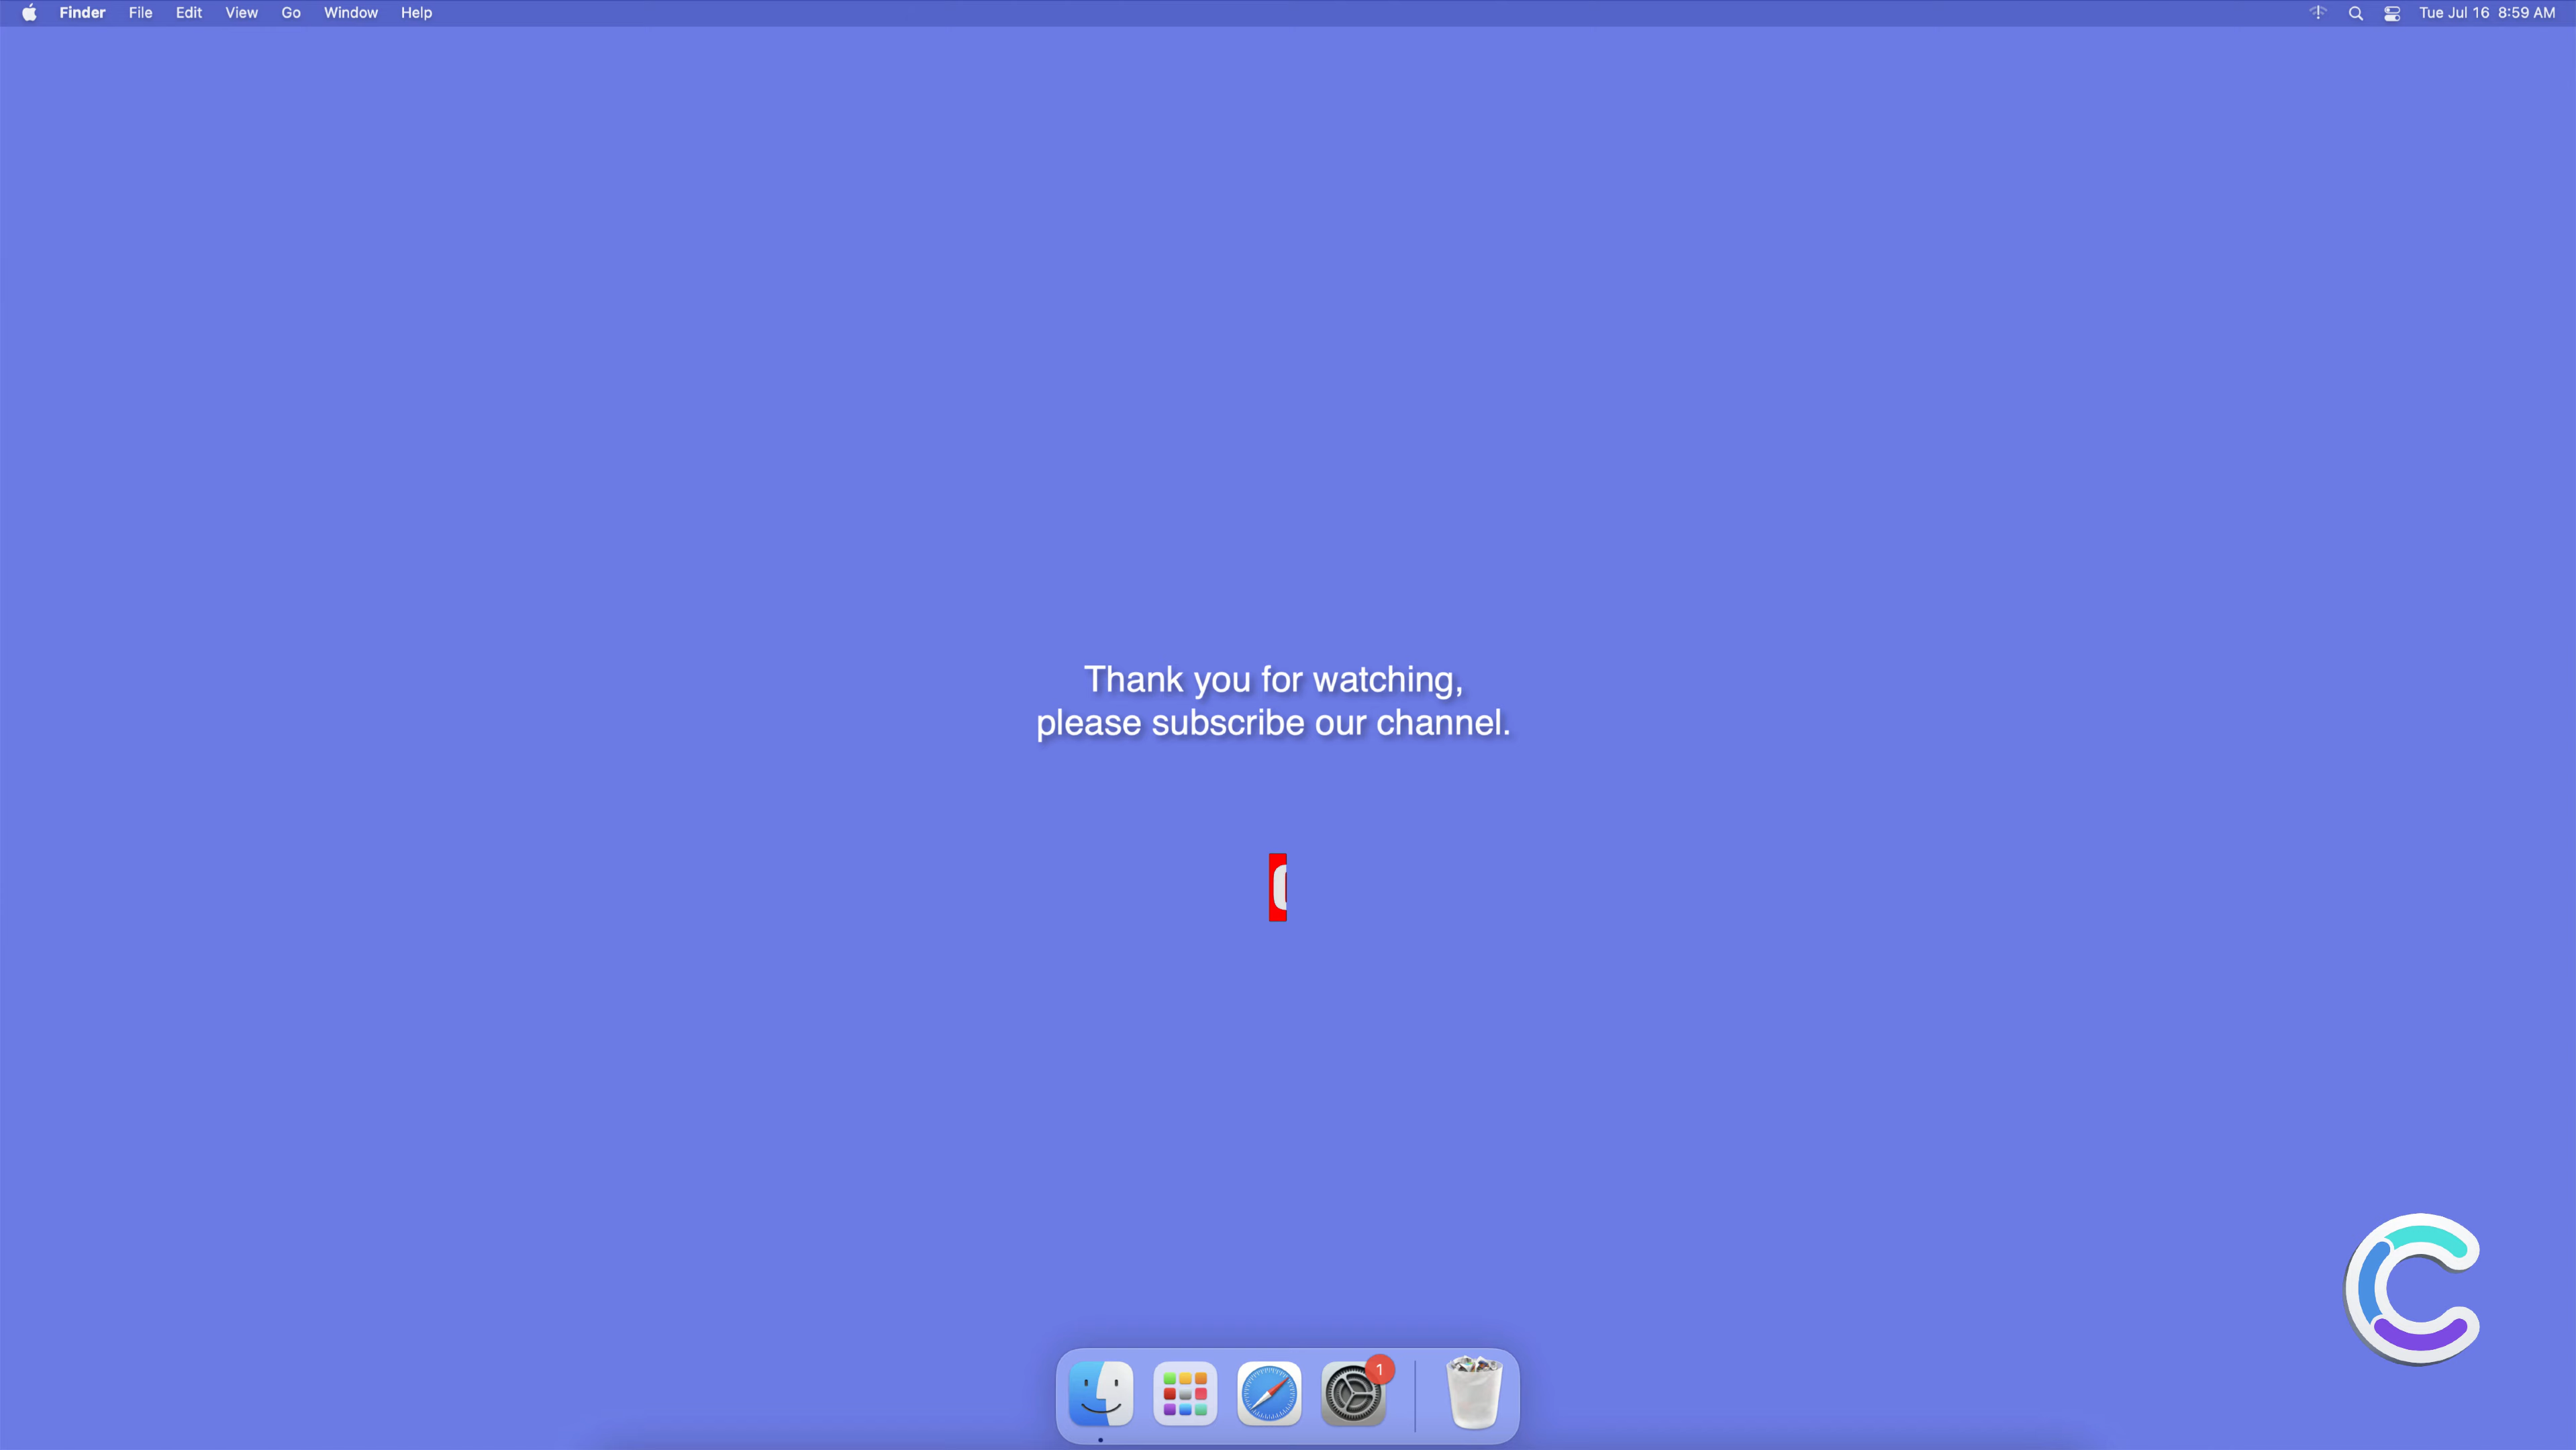 Finder File Edit View Go Window Help
Tue Jul 16 8:59 AM
Thank you for watching,
please subscribe our channel.
1